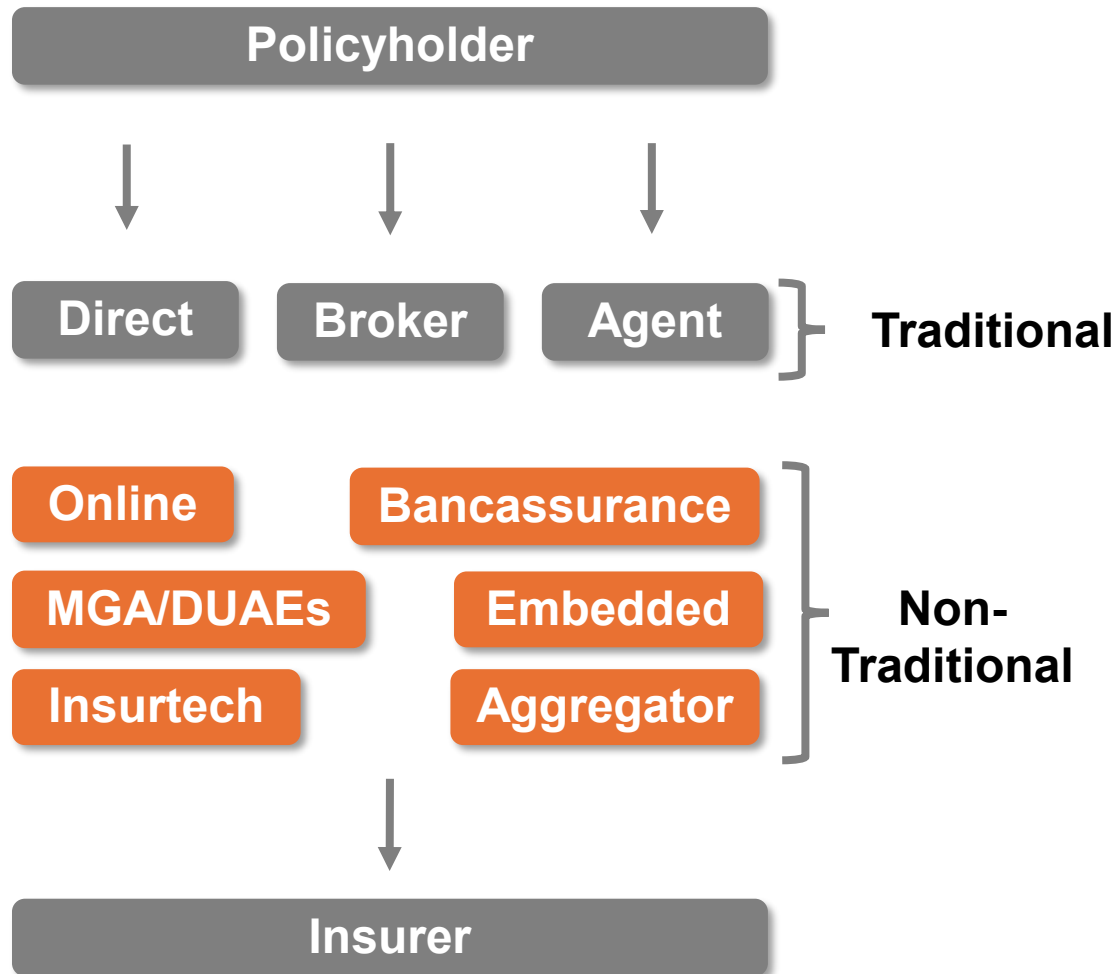 Policyholder
Direct
Broker
Agent
Traditional
Online
Bancassurance
MGA/DUAEs
Embedded
Non-
Traditional
Insurtech
Aggregator
Insurer